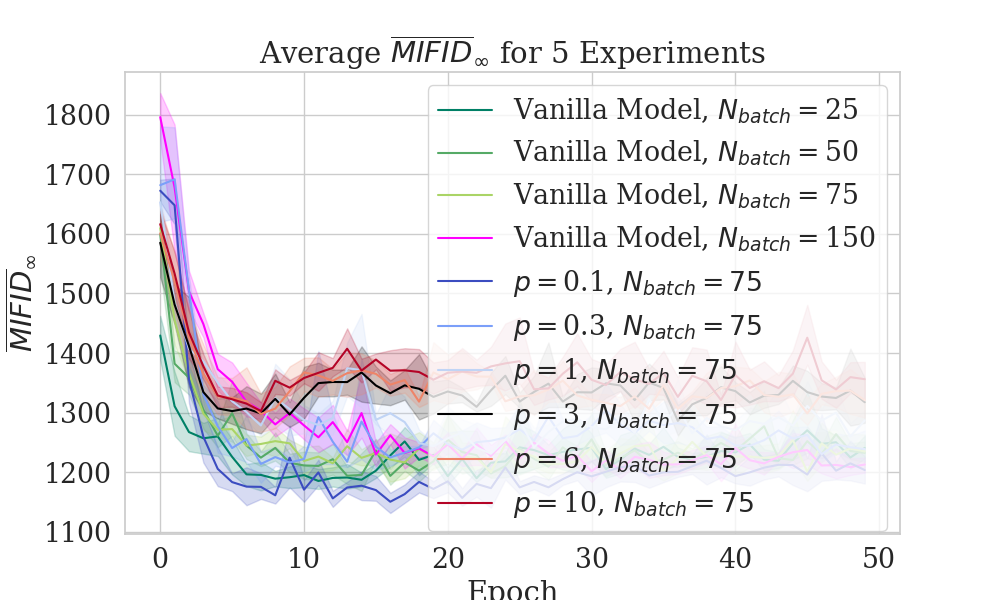 Average MIFID∞ for 5 Experiments
MIFID∞
1800
1700
1600
1500
1400
1300
1200
1100
Vanilla Model, N_batch = 25
Vanilla Model, N_batch = 50
Vanilla Model, N_batch = 75
Vanilla Model, N_batch = 150
p = 0.1, N_batch = 75
p = 0.3, N_batch = 75
p = 1, N_batch = 75
p = 3, N_batch = 75
p = 6, N_batch = 75
p = 10, N_batch = 75
0 10 20 30 40 50
Epoch